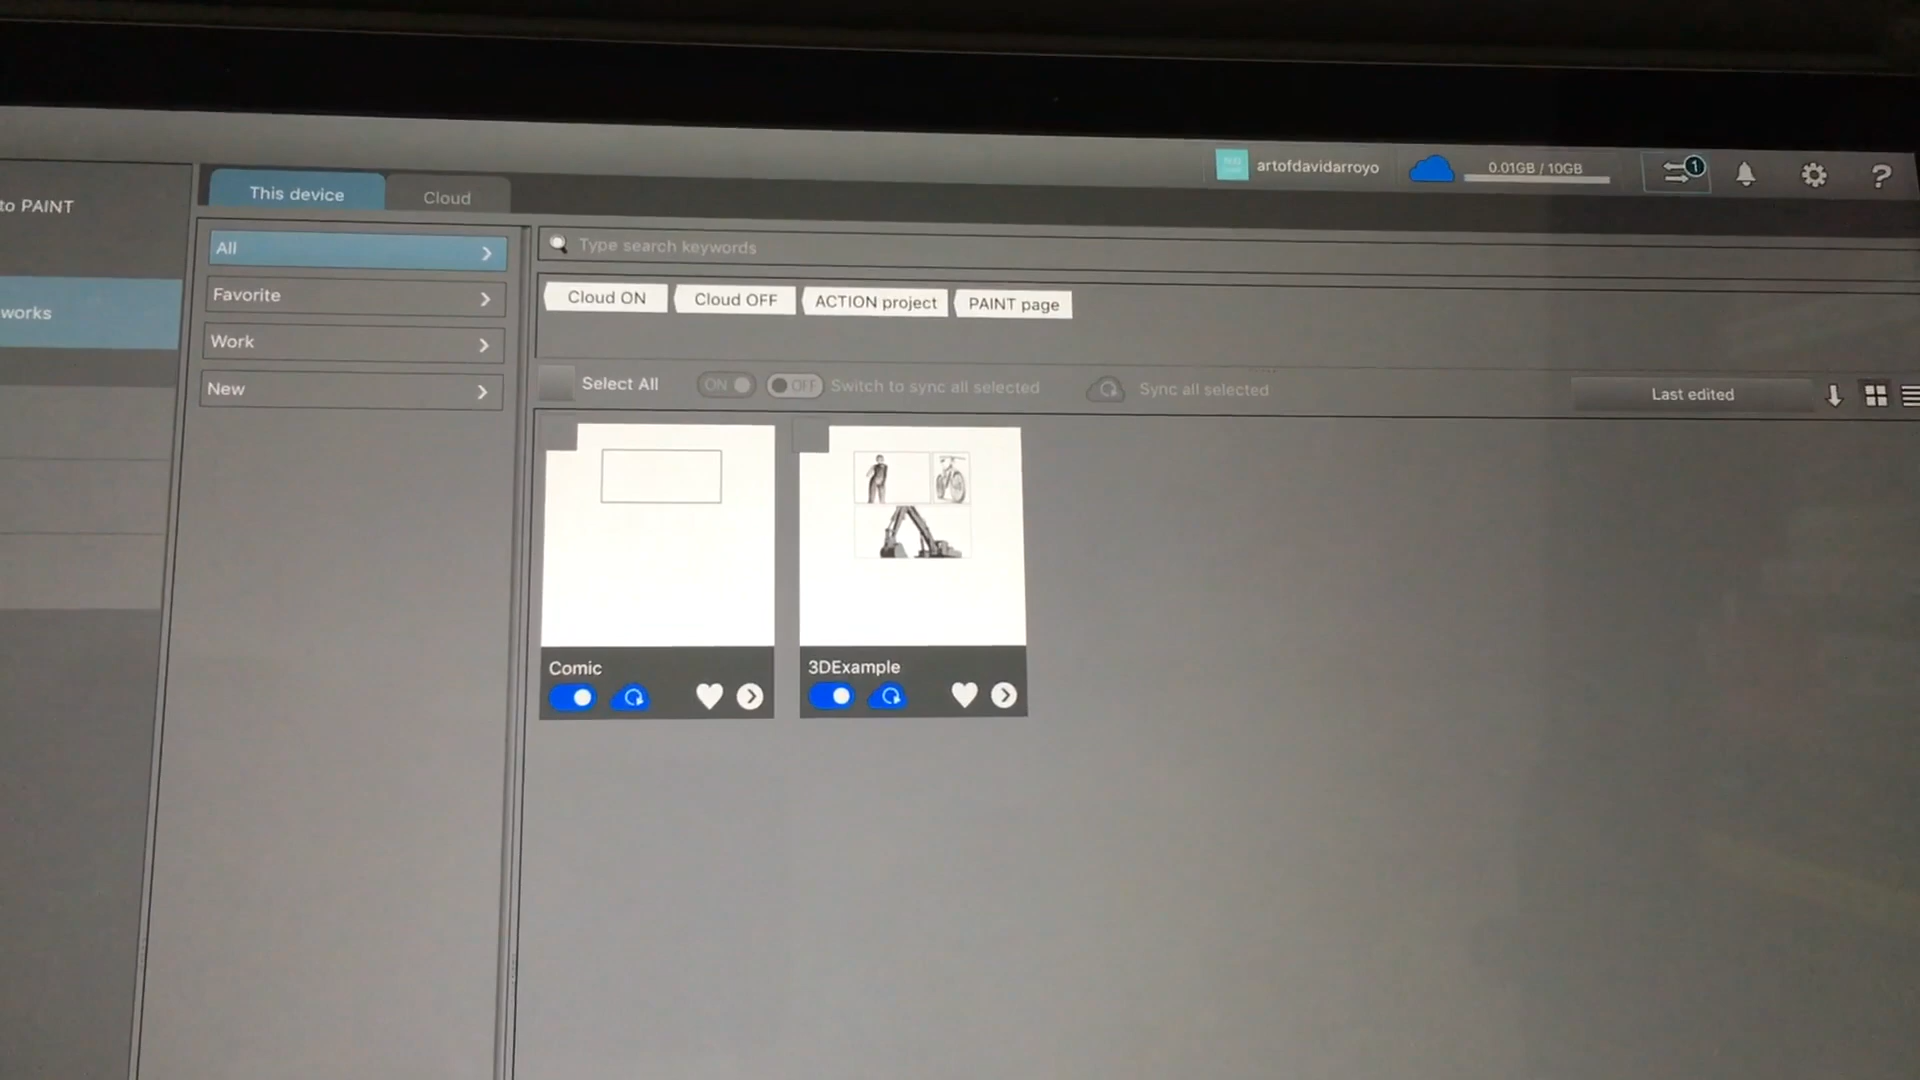 artofdavidarroyo
0.01GB / 10GB
1
?
to PAINT
This device
Cloud
works
All
Favorite
Work
New
Type search keywords
Cloud ON
Cloud OFF
ACTION project
PAINT page
Select All
ON
OFF
Switch to sync all selected
Sync all selected
Last edited
Comic
3DExample